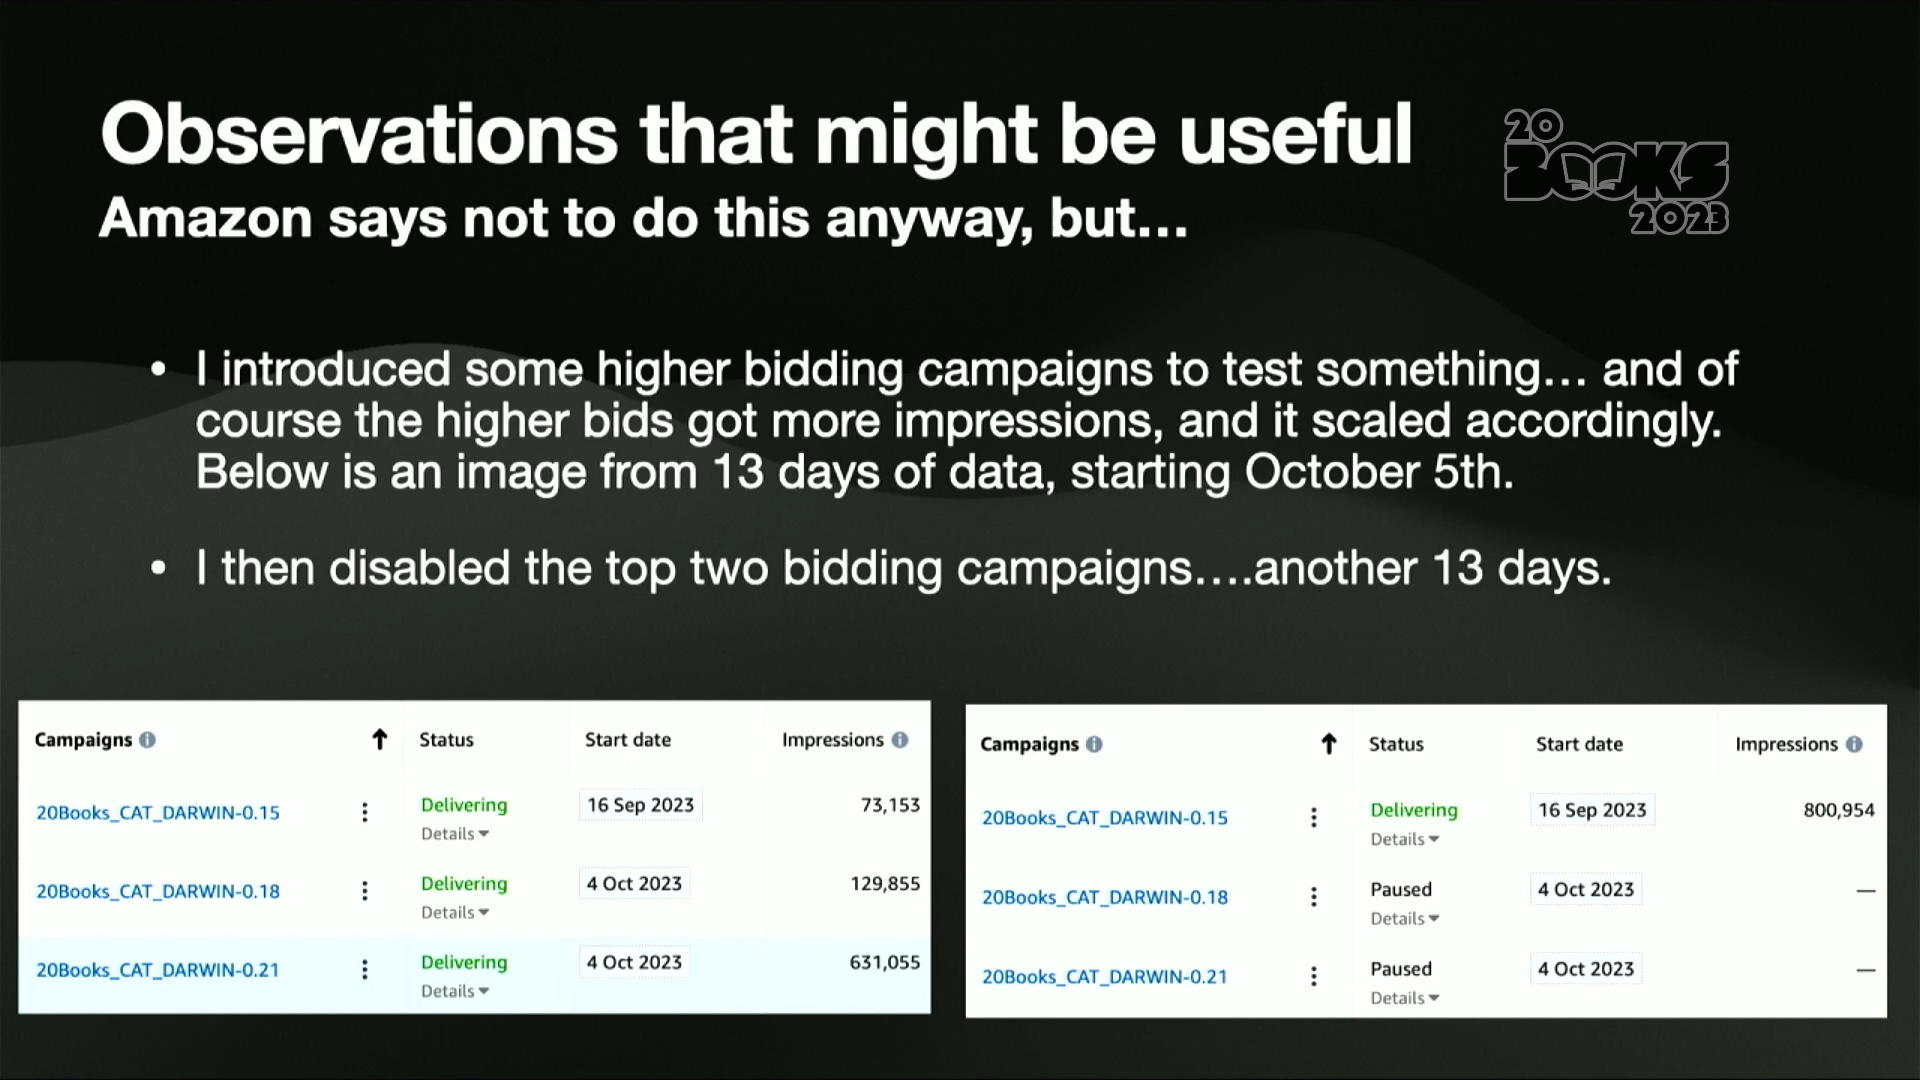 Observations that might be useful
Amazon says not to do this anyway, but...
20
BOOKS
2023
• I introduced some higher bidding campaigns to test something... and of
course the higher bids got more impressions, and it scaled accordingly.
Below is an image from 13 days of data, starting October 5th.
• I then disabled the top two bidding campaigns....another 13 days.
Campaigns Status Start date Impressions
20Books_CAT_DARWIN-0.15 Delivering 16 Sep 2023 73,153
Details
20Books_CAT_DARWIN-0.18 Delivering 4 Oct 2023 129,855
Details
20Books_CAT_DARWIN-0.21 Delivering 4 Oct 2023 631,055
Details
Campaigns Status Start date Impressions
20Books_CAT_DARWIN-0.15 Delivering 16 Sep 2023 800,954
Details
20Books_CAT_DARWIN-0.18 Paused 4 Oct 2023 —
Details
20Books_CAT_DARWIN-0.21 Paused 4 Oct 2023 —
Details